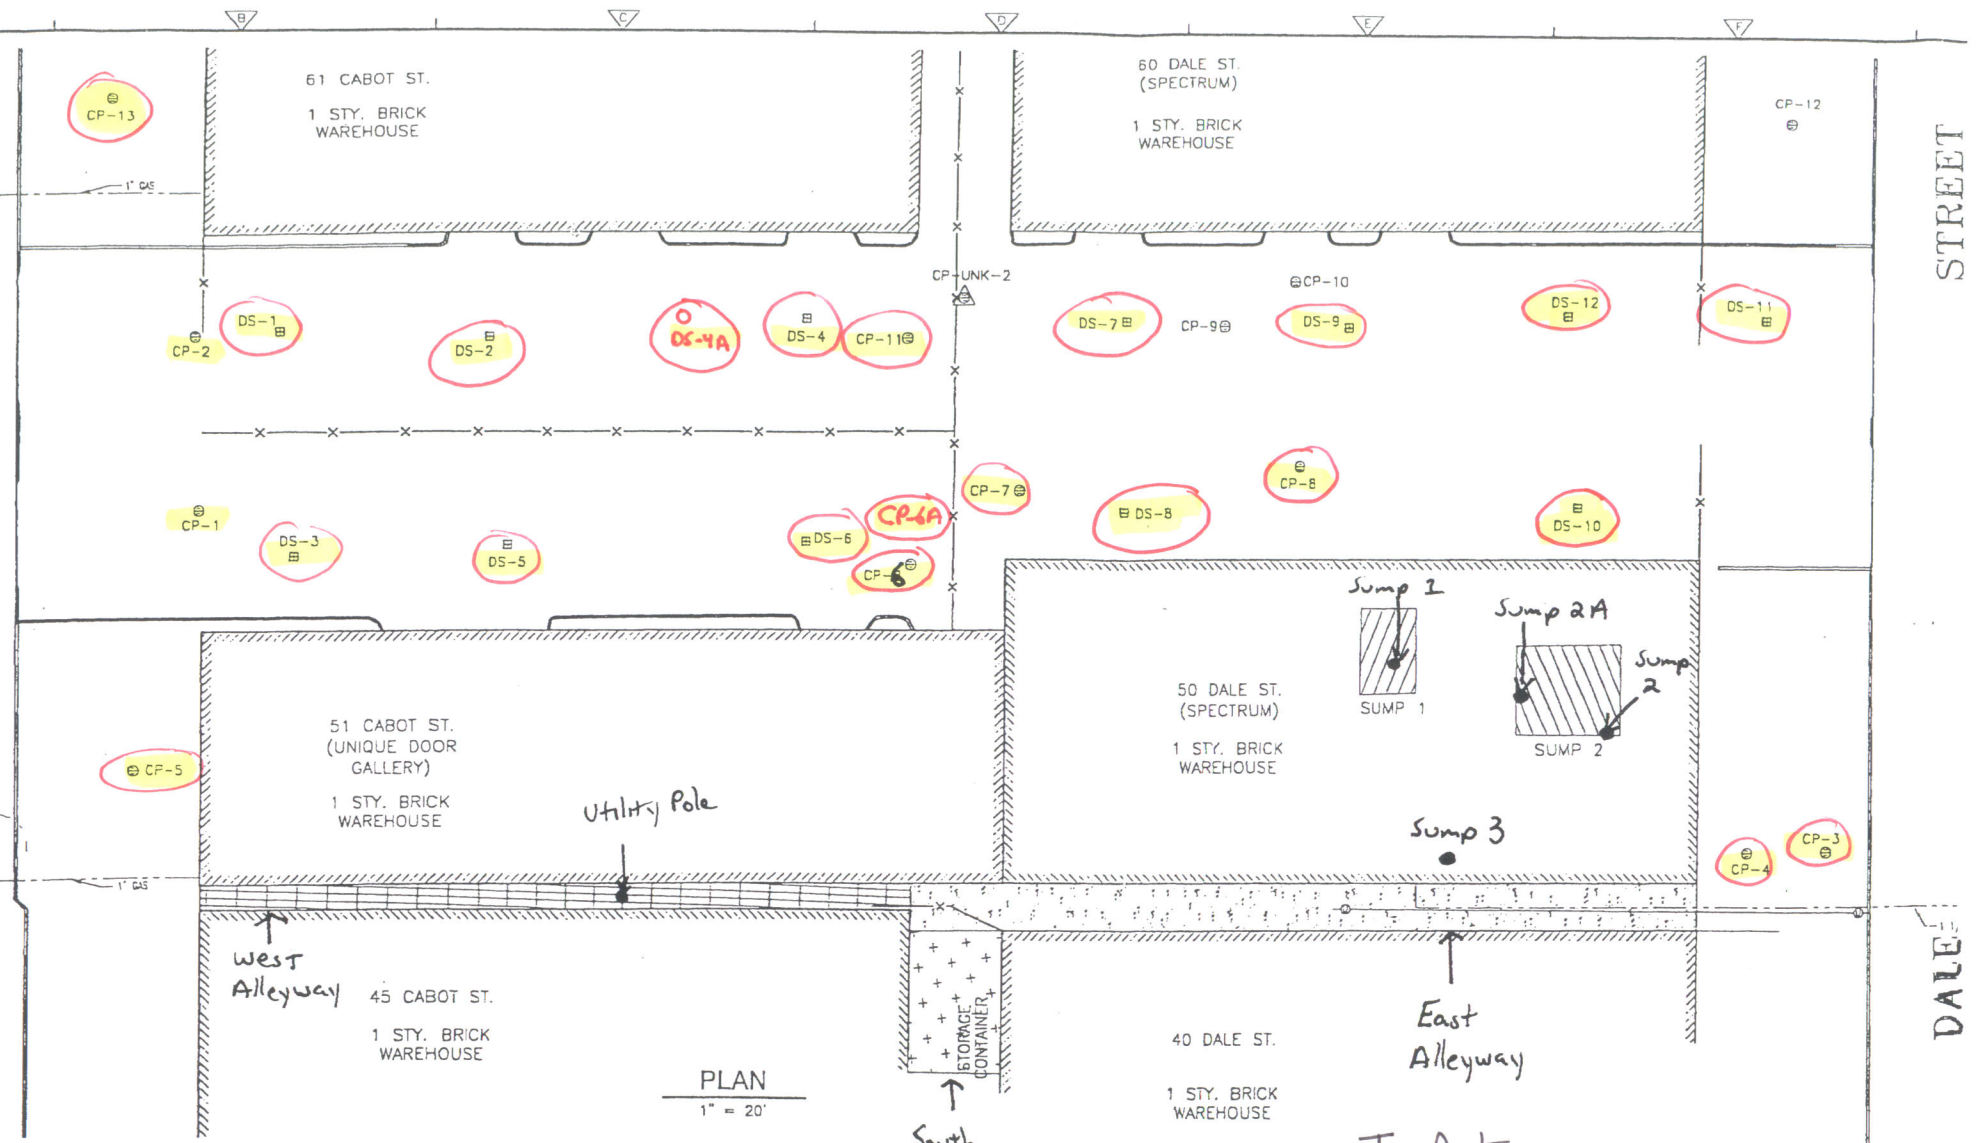 B
C
D
E
F
61 CABOT ST.
1 STY. BRICK
WAREHOUSE
60 DALE ST.
(SPECTRUM)
1 STY. BRICK
WAREHOUSE
CP-13
CP-12
1" GAS
STREET
CP-UNK-2
CP-10
DS-1
CP-2
DS-2
DS-4A
DS-4
CP-11
DS-7
CP-9
DS-9
DS-12
DS-11
CP-1
DS-3
DS-5
DS-6
CP-6A
CP-6
CP-7
DS-8
CP-8
DS-10
Sump 1
Sump 2A
Sump
2
SUMP 1
SUMP 2
50 DALE ST.
(SPECTRUM)
1 STY. BRICK
WAREHOUSE
51 CABOT ST.
(UNIQUE DOOR
GALLERY)
1 STY. BRICK
WAREHOUSE
CP-5
Utility Pole
Sump 3
CP-3
CP-4
1" GAS
West
Alleyway
45 CABOT ST.
1 STY. BRICK
WAREHOUSE
STORAGE
CONTAINER
East
Alleyway
40 DALE ST.
1 STY. BRICK
WAREHOUSE
DALE
PLAN
1" = 20'
South